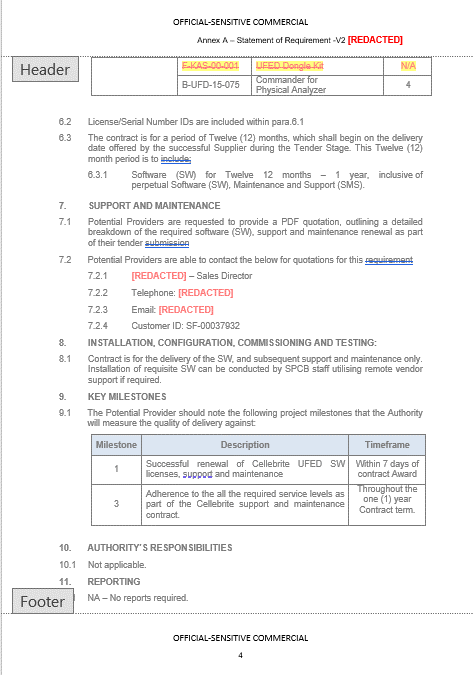 OFFICIAL-SENSITIVE COMMERCIAL
Annex A – Statement of Requirement -V2 [REDACTED]
Header
F-KAS-00-001 UFED Dongle Kit N/A
B-UFD-15-075 Commander for Physical Analyzer 4
6.2 License/Serial Number IDs are included within para.6.1
6.3 The contract is for a period of Twelve (12) months, which shall begin on the delivery
date offered by the successful Supplier during the Tender Stage. This Twelve (12)
month period is to include;
6.3.1 Software (SW) for Twelve 12 months – 1 year, inclusive of
perpetual Software (SW), Maintenance and Support (SMS).
7. SUPPORT AND MAINTENANCE
7.1 Potential Providers are requested to provide a PDF quotation, outlining a detailed
breakdown of the required software (SW), support and maintenance renewal as part
of their tender submission
7.2 Potential Providers are able to contact the below for quotations for this requirement
7.2.1 [REDACTED] – Sales Director
7.2.2 Telephone: [REDACTED]
7.2.3 Email: [REDACTED]
7.2.4 Customer ID: SF-00037932
8. INSTALLATION, CONFIGURATION, COMMISSIONING AND TESTING:
8.1 Contract is for the delivery of the SW, and subsequent support and maintenance only.
Installation of requisite SW can be conducted by SPCB staff utilising remote vendor
support if required.
9. KEY MILESTONES
9.1 The Potential Provider should note the following project milestones that the Authority
will measure the quality of delivery against:
Milestone Description Timeframe
1 Successful renewal of Cellebrite UFED SW licenses, support and maintenance Within 7 days of contract Award
3 Adherence to the all the required service levels as part of the Cellebrite support and maintenance contract. Throughout the one (1) year Contract term.
10. AUTHORITY'S RESPONSIBILITIES
10.1 Not applicable.
11. REPORTING
Footer
NA – No reports required.
OFFICIAL-SENSITIVE COMMERCIAL
4